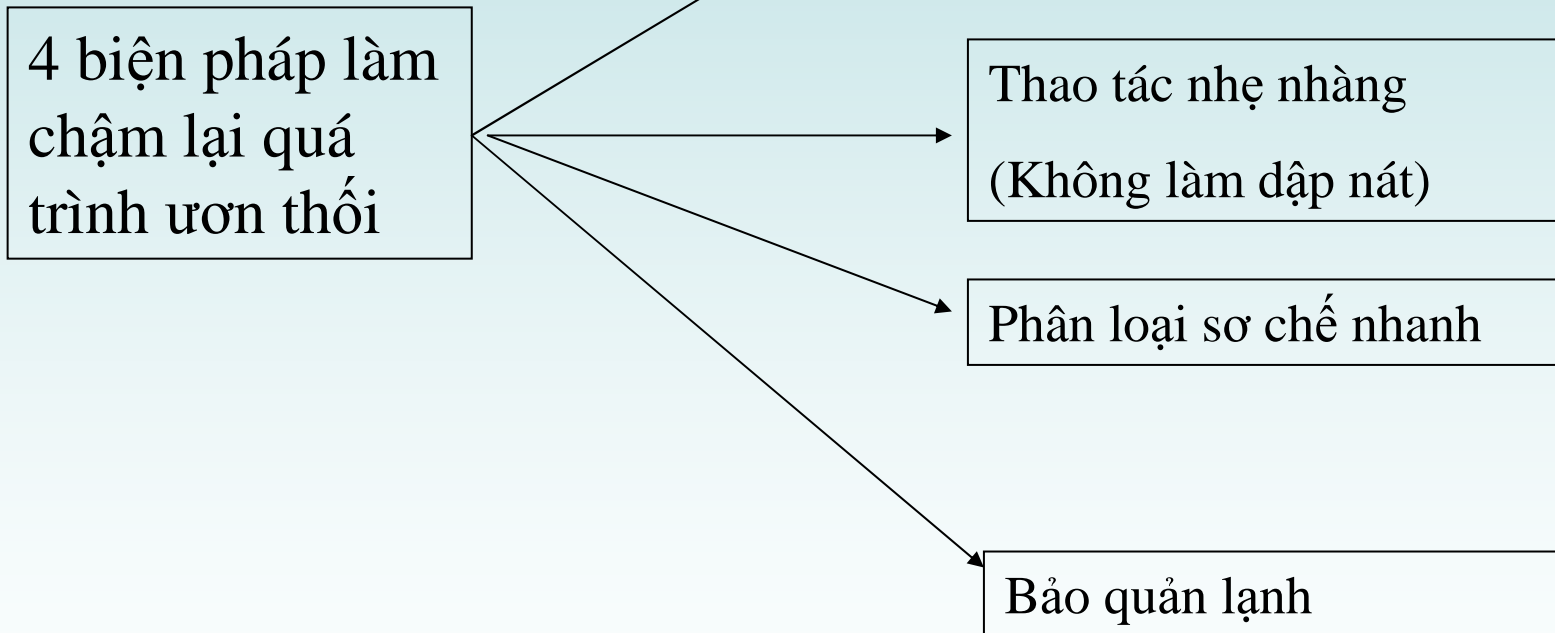 4 biện pháp làm
chậm lại quá
trình ươn thối
Thao tác nhẹ nhàng
(Không làm dập nát)
Phân loại sơ chế nhanh
Bảo quản lạnh